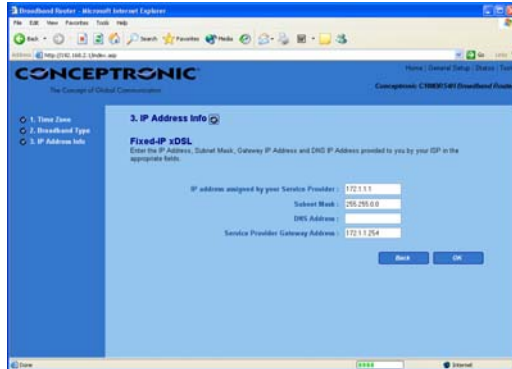 Broadband Router - Microsoft Internet Explorer
File Edit View Favorites Tools Help
Back Search Favorites Media
Address http://192.168.2.1/index.asp Go
CONCEPTRONIC
The Concept of Global Communication
Home | General Setup | Status | Tool
Conceptronic C100BRS4H Broadband Router
1. Time Zone
2. Broadband Type
3. IP Address Info
3. IP Address Info
Fixed-IP xDSL
Enter the IP Address, Subnet Mask, Gateway IP Address and DNS IP Address provided to you by your ISP in the
appropriate fields.
IP address assigned by your Service Provider : 172.1.1.1
Subnet Mask : 255.255.0.0
DNS Address :
Service Provider Gateway Address : 172.1.1.254
Back OK
Done Internet